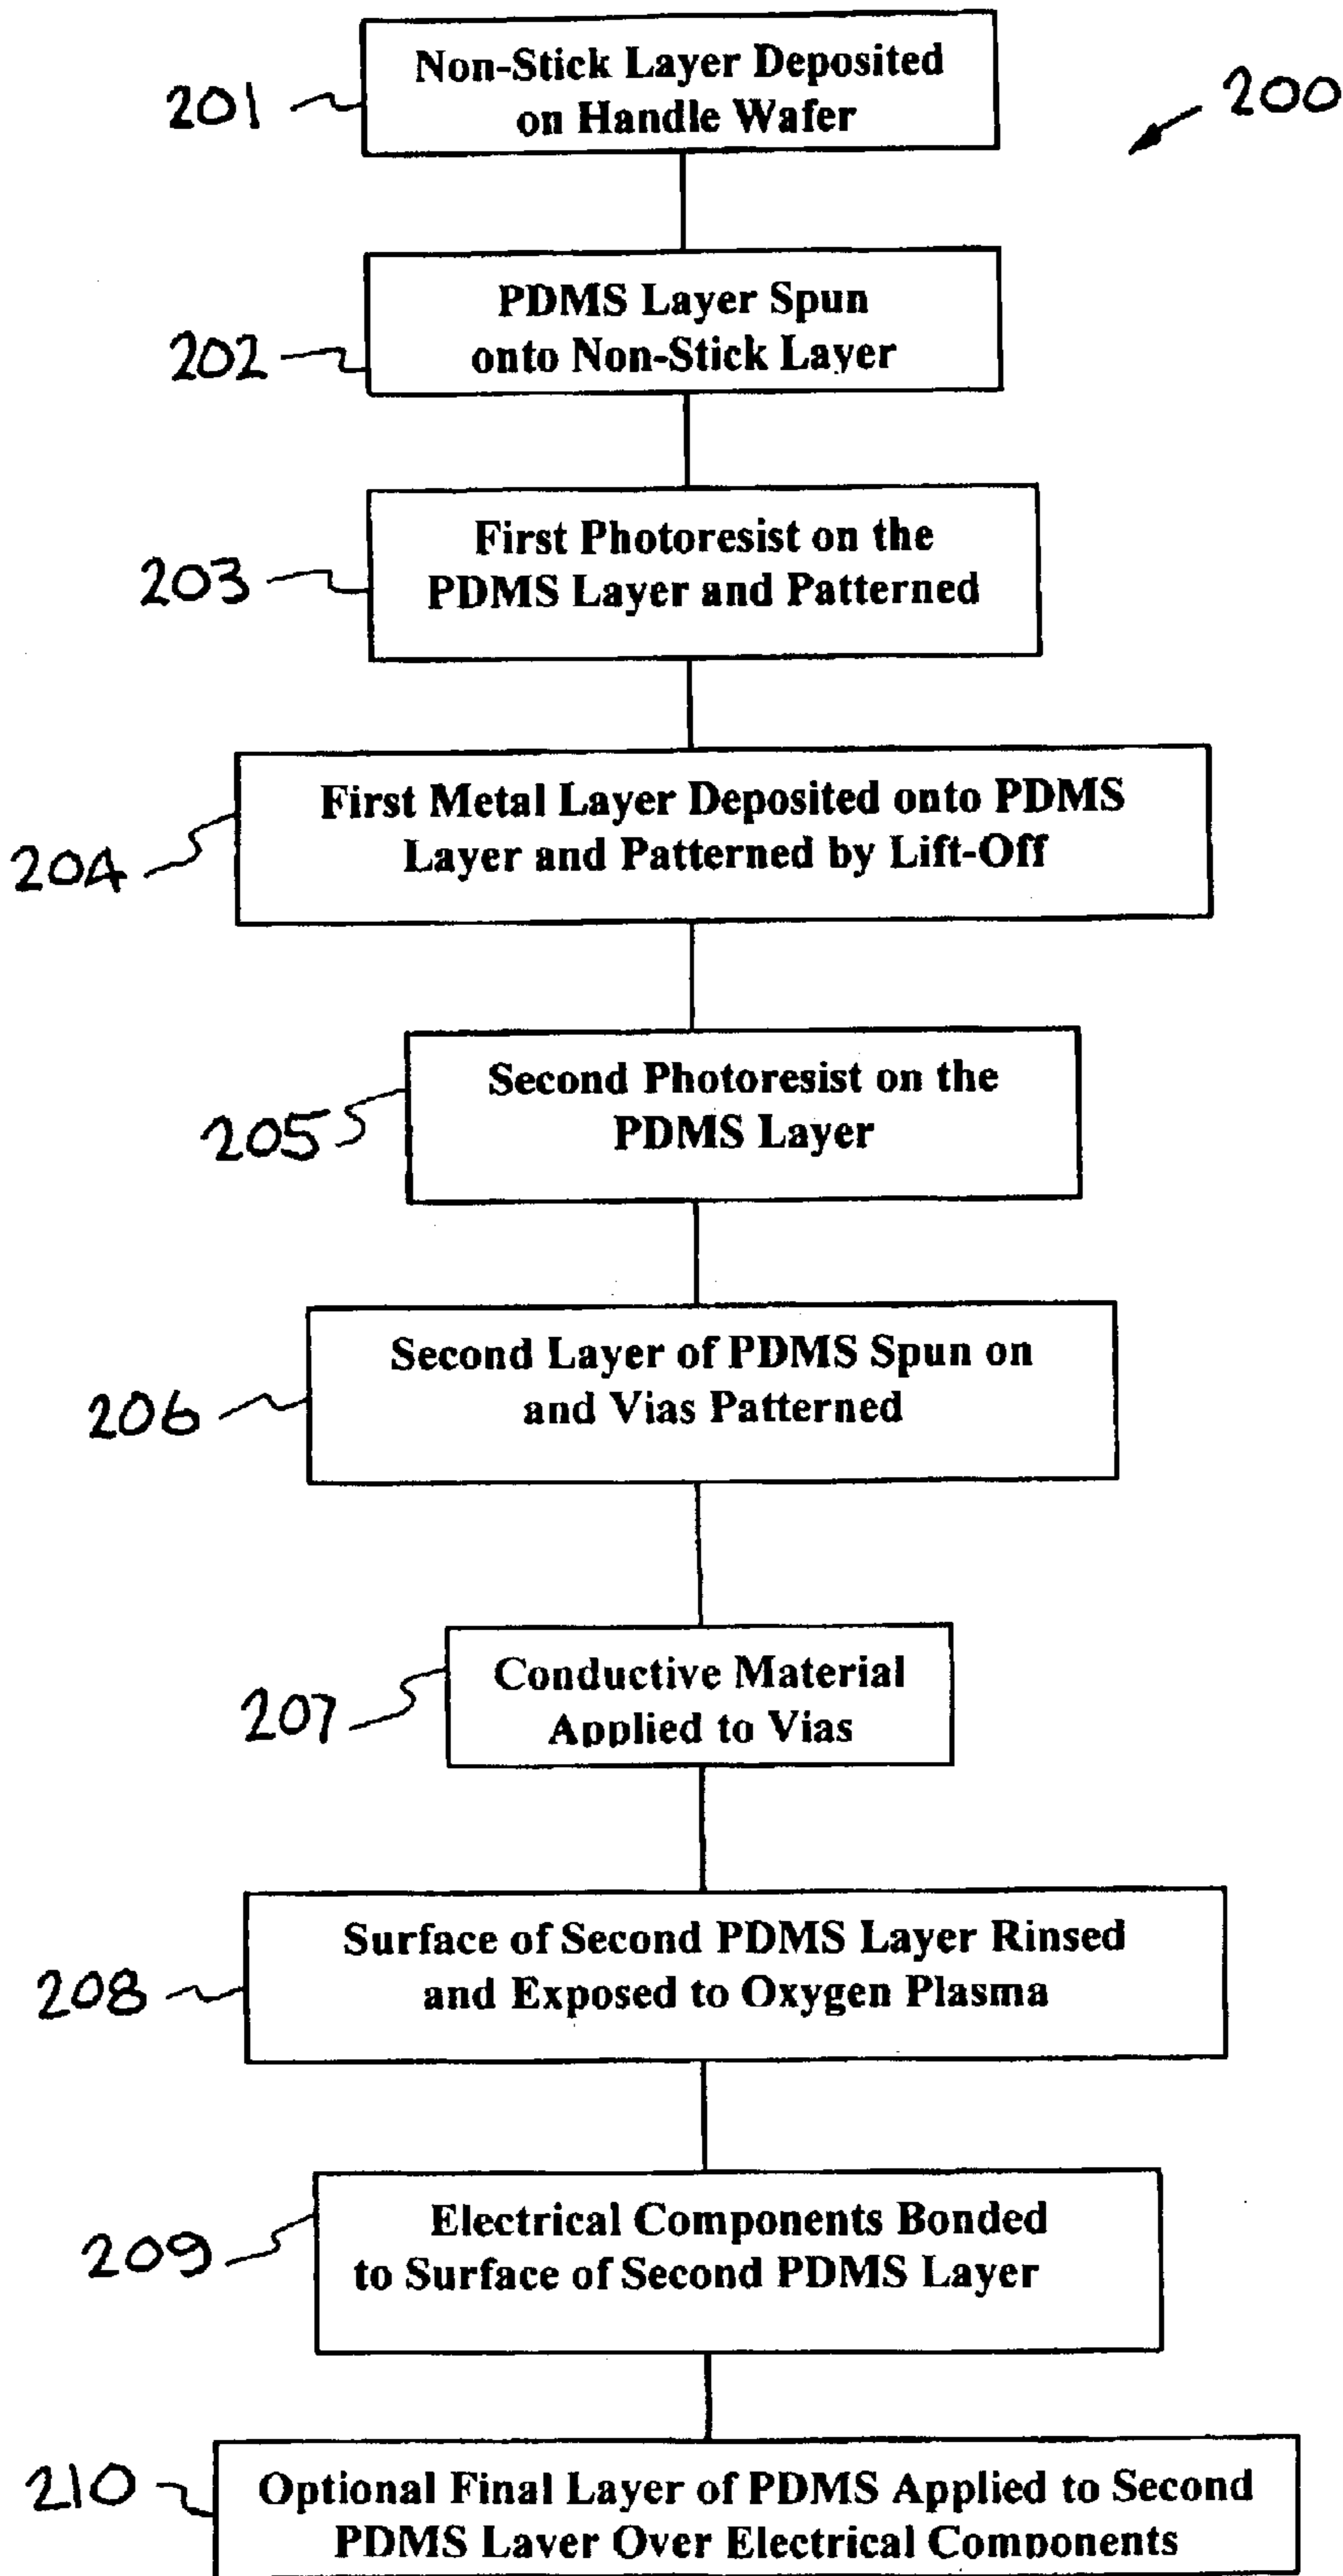 Non-Stick Layer Deposited
on Handle Wafer
201
200
PDMS Layer Spun
onto Non-Stick Layer
202
First Photoresist on the
PDMS Layer and Patterned
203
First Metal Layer Deposited onto PDMS
Layer and Patterned by Lift-Off
204
Second Photoresist on the
PDMS Layer
205
Second Layer of PDMS Spun on
and Vias Patterned
206
Conductive Material
Applied to Vias
207
Surface of Second PDMS Layer Rinsed
and Exposed to Oxygen Plasma
208
Electrical Components Bonded
to Surface of Second PDMS Layer
209
Optional Final Layer of PDMS Applied to Second
PDMS Layer Over Electrical Components
210